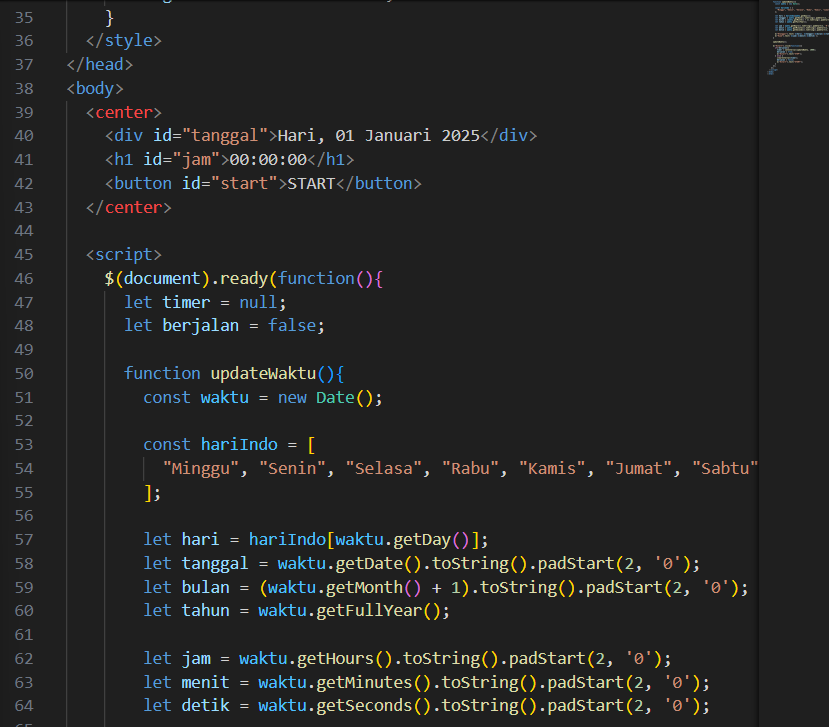 35 }
36 </style>
37 </head>
38 <body>
39 <center>
40 <div id="tanggal">Hari, 01 Januari 2025</div>
41 <h1 id="jam">00:00:00</h1>
42 <button id="start">START</button>
43 </center>
44
45 <script>
46 $(document).ready(function(){
47 let timer = null;
48 let berjalan = false;
49
50 function updateWaktu(){
51 const waktu = new Date();
52
53 const hariIndo = [
54 "Minggu", "Senin", "Selasa", "Rabu", "Kamis", "Jumat", "Sabtu"
55 ];
56
57 let hari = hariIndo[waktu.getDay()];
58 let tanggal = waktu.getDate().toString().padStart(2, '0');
59 let bulan = (waktu.getMonth() + 1).toString().padStart(2, '0');
60 let tahun = waktu.getFullYear();
61
62 let jam = waktu.getHours().toString().padStart(2, '0');
63 let menit = waktu.getMinutes().toString().padStart(2, '0');
64 let detik = waktu.getSeconds().toString().padStart(2, '0');